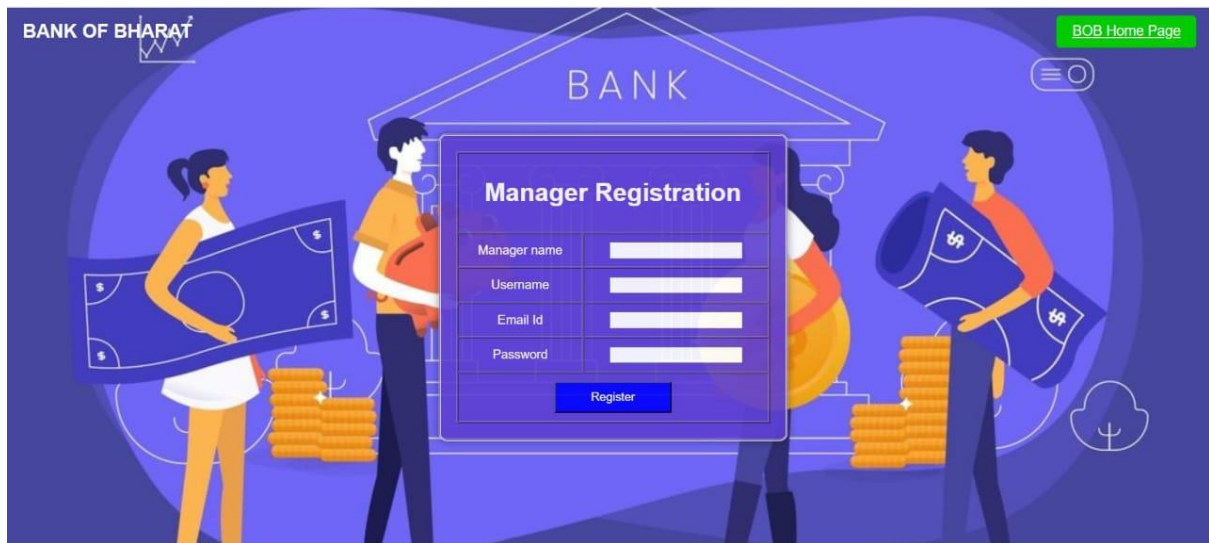 BANK OF BHARAT
BOB Home Page
BANK
Manager Registration
Manager name
Username
Email Id
Password
Register
$
$
$
$
$
$